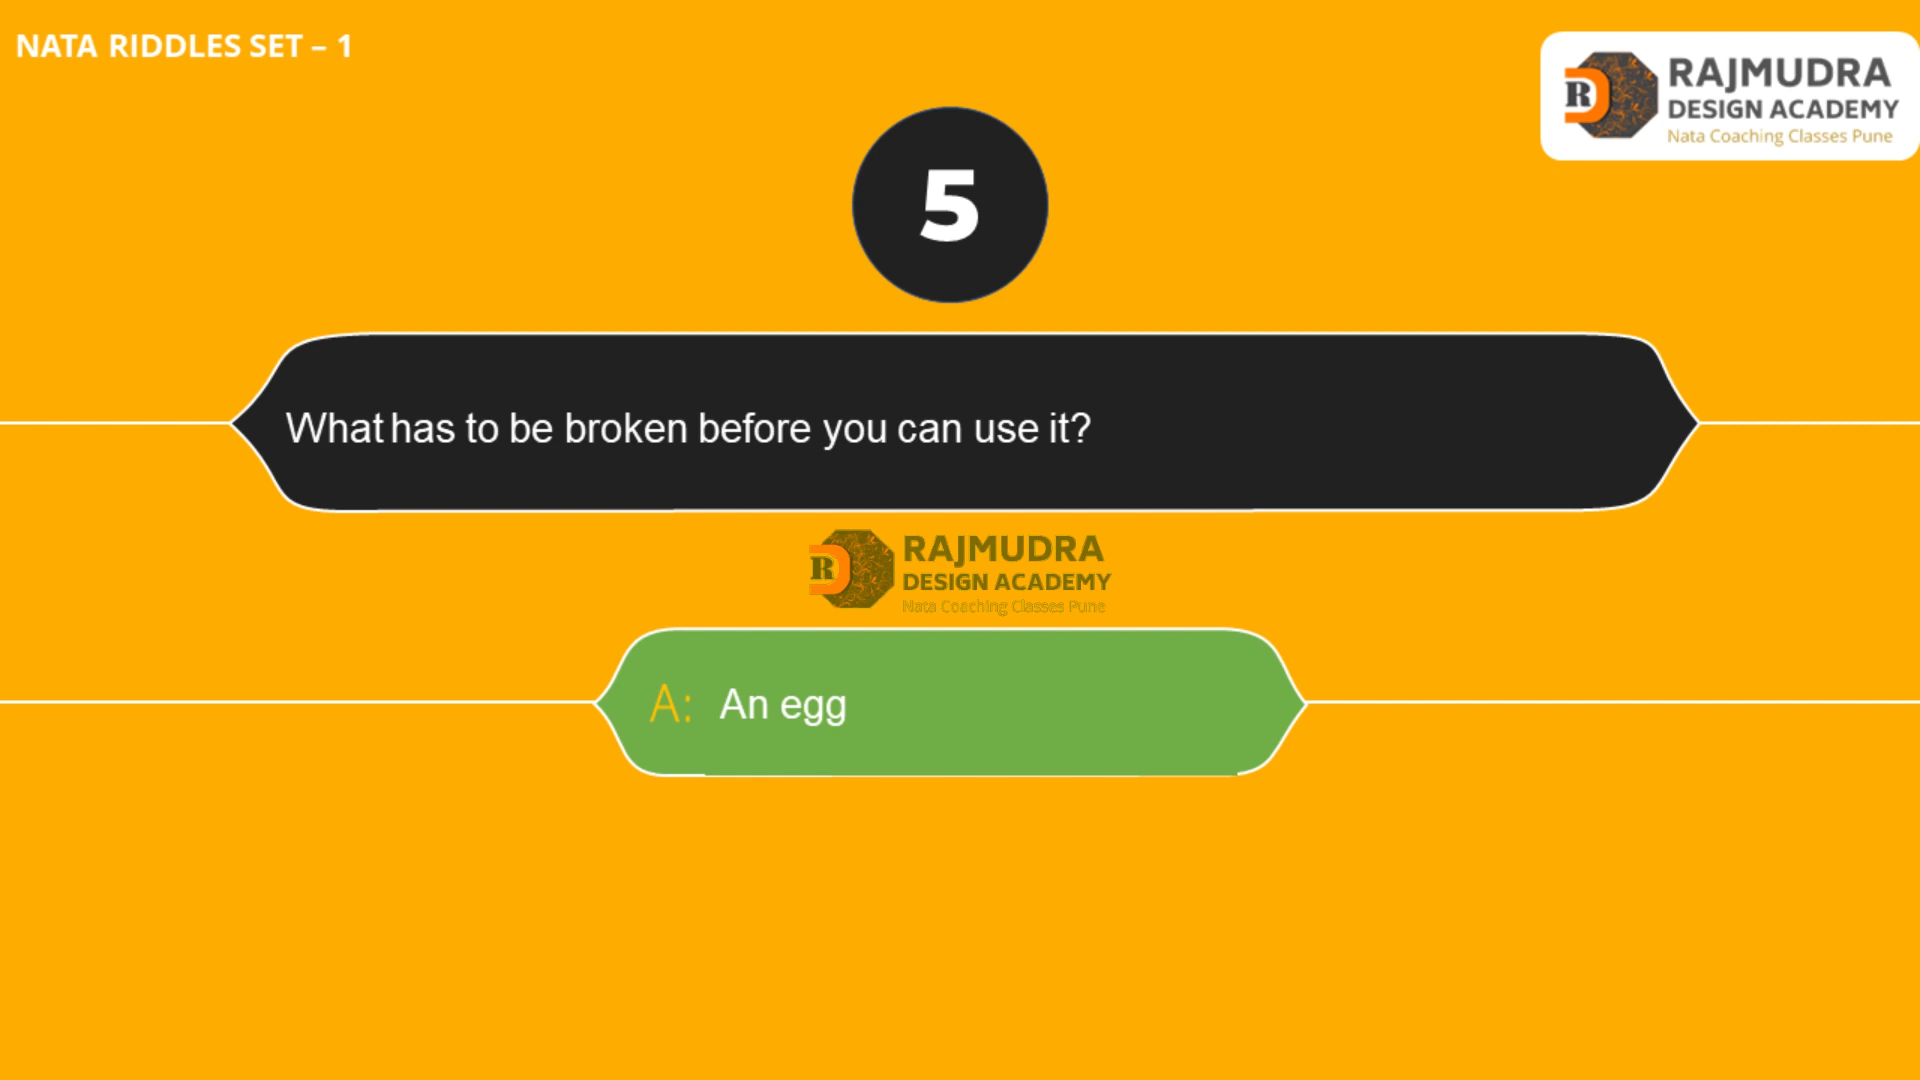 NATA RIDDLES SET – 1
RAJMUDRA
DESIGN ACADEMY
Nata Coaching Classes Pune
R
5
What has to be broken before you can use it?
R
RAJMUDRA
DESIGN ACADEMY
Nata Coaching Classes Pune
A: An egg